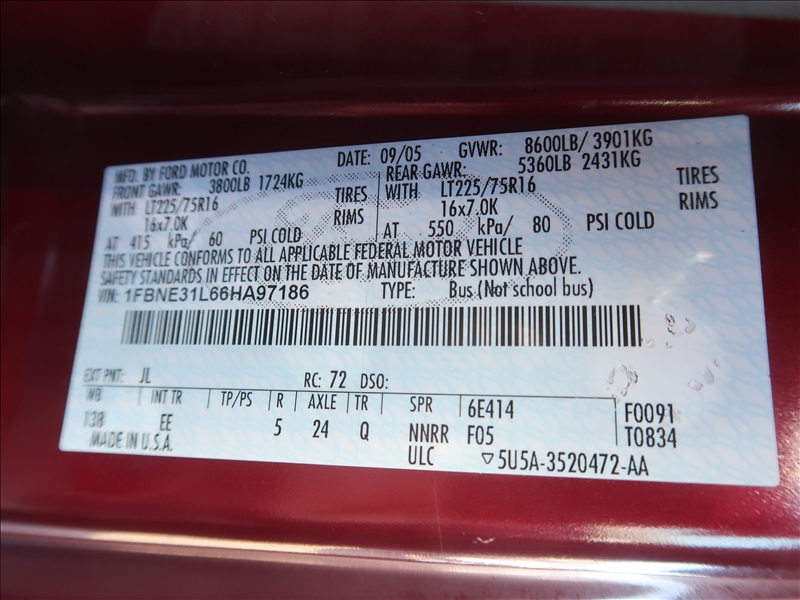 MFD. BY FORD MOTOR CO. DATE: 09/05 GVWR: 8600LB/ 3901KG
FRONT GAWR: 3800LB 1724KG REAR GAWR: 5360LB 2431KG
WITH LT225/75R16 TIRES WITH LT225/75R16 TIRES
16x7.0K RIMS 16x7.0K RIMS
AT 415 kPa/ 60 PSI COLD AT 550 kPa/ 80 PSI COLD
THIS VEHICLE CONFORMS TO ALL APPLICABLE FEDERAL MOTOR VEHICLE
SAFETY STANDARDS IN EFFECT ON THE DATE OF MANUFACTURE SHOWN ABOVE.
VIN: 1FBNE31L66HA97186 TYPE: Bus (Not school bus)
EXT PNT: JL RC: 72 DSO:
WB INT TR TP/PS R AXLE TR SPR 6E414 F0091
138 EE 5 24 Q NNRR F05 T0834
MADE IN U.S.A. ULC ▽5U5A-3520472-AA